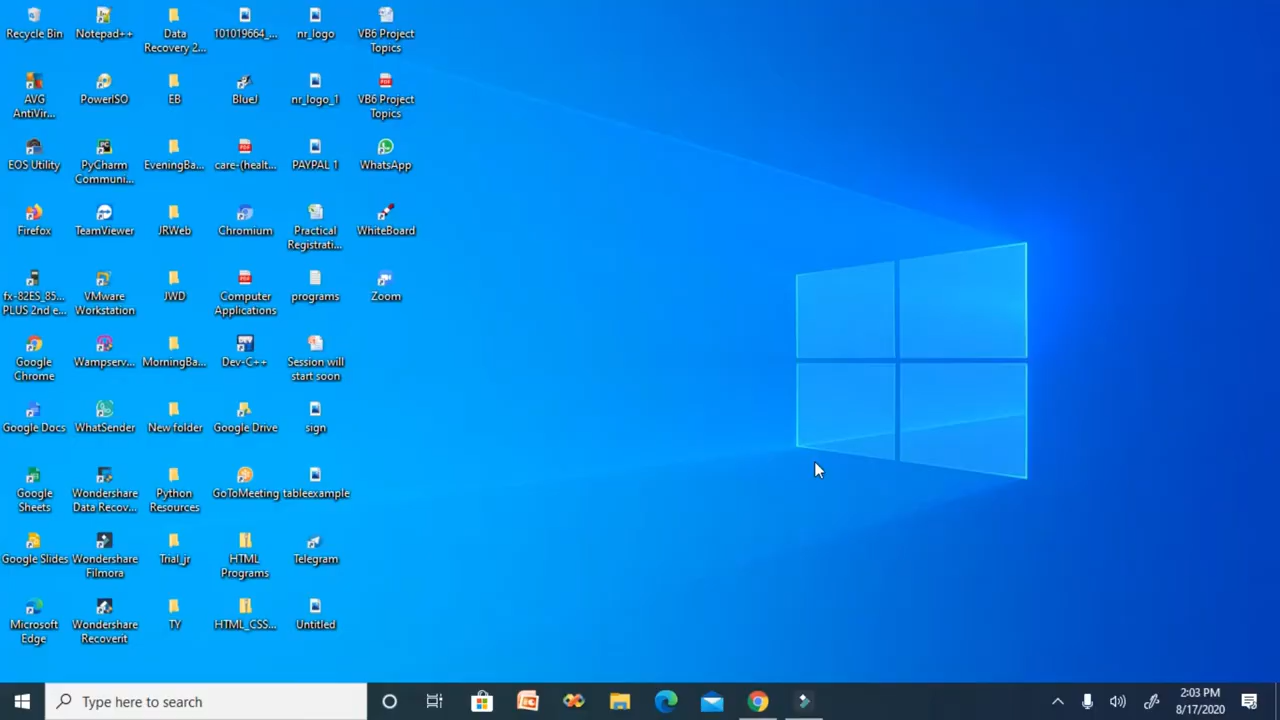 Recycle Bin
Notepad++
Data
Recovery 2...
101019664_...
nr_logo
VB6 Project
Topics
AVG
AntiVir...
PowerISO
EB
BlueJ
nr_logo_1
VB6 Project
Topics
EOS Utility
PyCharm
Communi...
EveningBa...
care-(healt...
PAYPAL 1
WhatsApp
Firefox
TeamViewer
JRWeb
Chromium
Practical
Registrati...
WhiteBoard
fx-82ES_85...
PLUS 2nd e...
VMware
Workstation
JWD
Computer
Applications
programs
Zoom
Google
Chrome
Wampserv...
MorningBa...
Dev-C++
Session will
start soon
Google Docs
WhatSender
New folder
Google Drive
sign
Google
Sheets
Wondershare
Data Recov...
Python
Resources
GoToMeeting
tableexample
Google Slides
Wondershare
Filmora
Trial_jr
HTML
Programs
Telegram
Microsoft
Edge
Wondershare
Recoverit
TY
HTML_CSS...
Untitled
Type here to search
2:03 PM
8/17/2020